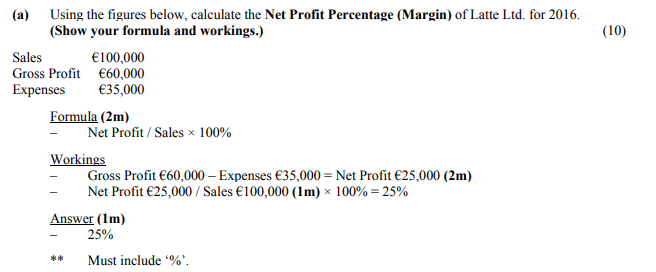 (a) Using the figures below, calculate the Net Profit Percentage (Margin) of Latte Ltd. for 2016.
(Show your formula and workings.) (10)
Sales €100,000
Gross Profit €60,000
Expenses €35,000
Formula (2m)
– Net Profit / Sales × 100%
Workings
– Gross Profit €60,000 – Expenses €35,000 = Net Profit €25,000 (2m)
– Net Profit €25,000 / Sales €100,000 (1m) × 100% = 25%
Answer (1m)
– 25%
** Must include ‘%’.